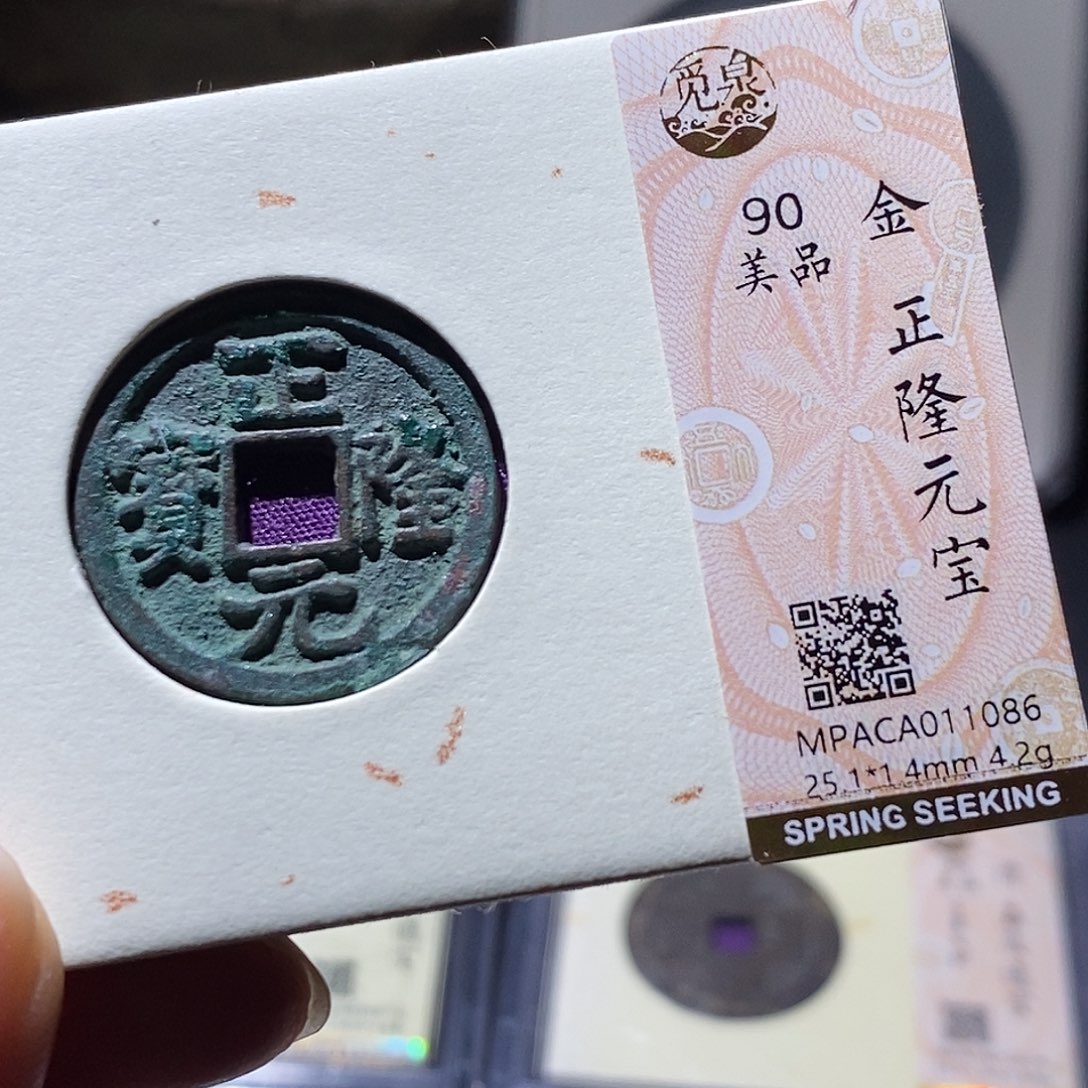 正隆元寶
觅泉
90
美品
金 正隆元宝
MPACA011086
25.1*1.4mm 4.2g
SPRING SEEKING